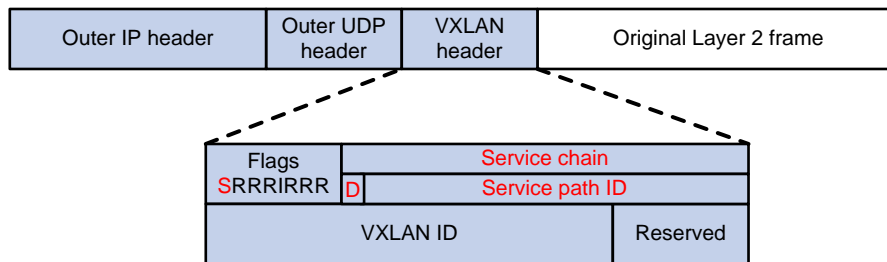 Outer IP header
Outer UDP
header
VXLAN
header
Original Layer 2 frame
Flags
SRRRIRRR
Service chain
D
Service path ID
VXLAN ID
Reserved